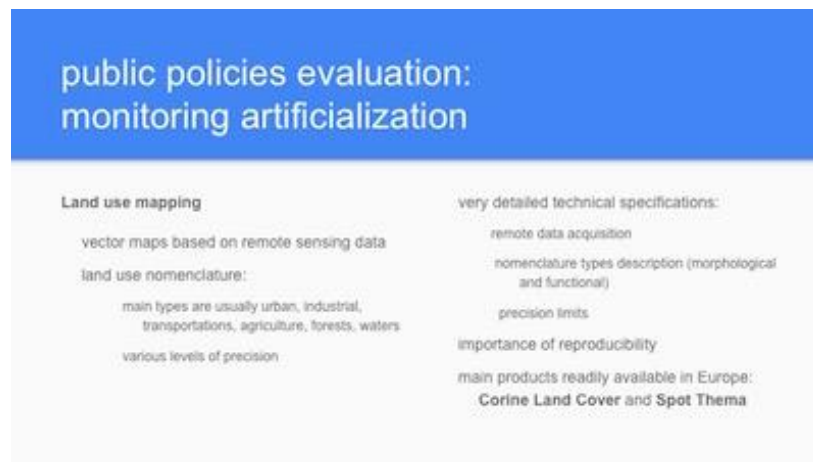 public policies evaluation:
monitoring artificialization
Land use mapping
vector maps based on remote sensing data
land use nomenclature:
main types are usually urban, industrial,
transportations, agriculture, forests, waters
various levels of precision
very detailed technical specifications:
remote data acquisition
nomenclature types description (morphological
and functional)
precision limits
importance of reproducibility
main products readily available in Europe:
Corine Land Cover and Spot Thema